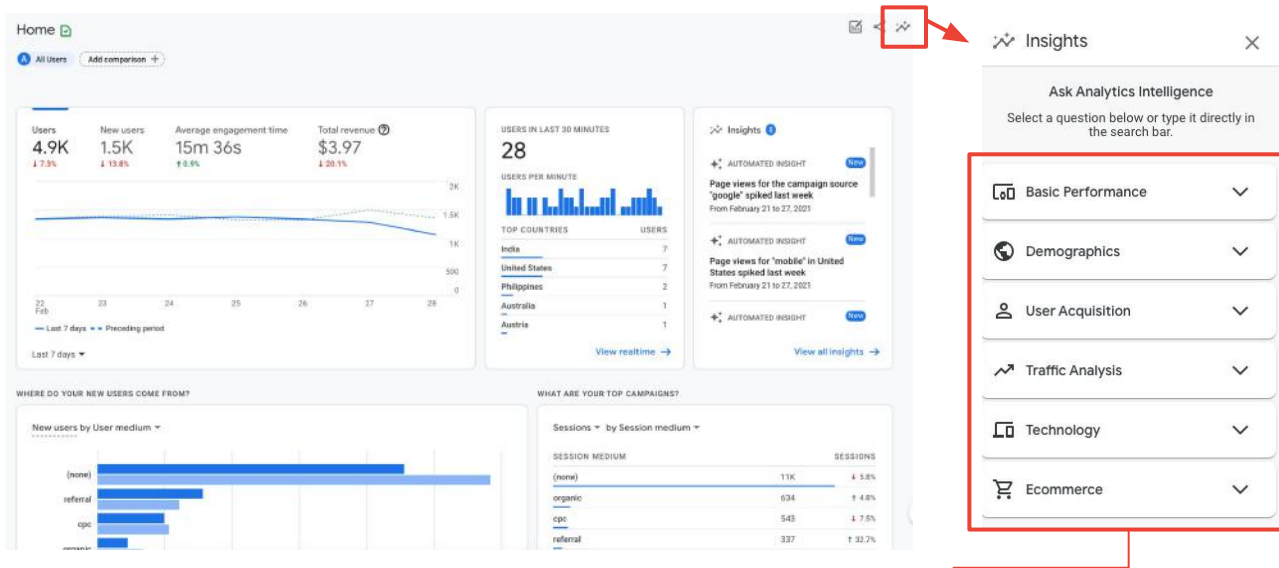 Home
A All Users Add comparison +
Users New users Average engagement time Total revenue
4.9K 1.5K 15m 36s $3.97
↓ 7.3% ↓ 13.8% ↑ 0.9% ↓ 20.1%
2K
1.5K
1K
500
0
22 23 24 25 26 27 28
Feb
Last 7 days Preceding period
Last 7 days
USERS IN LAST 30 MINUTES
28
USERS PER MINUTE
TOP COUNTRIES USERS
India 7
United States 7
Philippines 2
Australia 1
Austria 1
View realtime →
Insights
AUTOMATED INSIGHT New
Page views for the campaign source
"google" spiked last week
From February 21 to 27, 2021
AUTOMATED INSIGHT New
Page views for "mobile" in United
States spiked last week
From February 21 to 27, 2021
AUTOMATED INSIGHT New
View all insights →
WHERE DO YOUR NEW USERS COME FROM?
New users by User medium
(none)
referral
cpc
organic
WHAT ARE YOUR TOP CAMPAIGNS?
Sessions by Session medium
SESSION MEDIUM SESSIONS
(none) 11K ↓ 5.8%
organic 634 ↑ 4.8%
cpc 543 ↓ 7.5%
referral 337 ↑ 32.7%
Insights
Ask Analytics Intelligence
Select a question below or type it directly in
the search bar.
Basic Performance
Demographics
User Acquisition
Traffic Analysis
Technology
Ecommerce